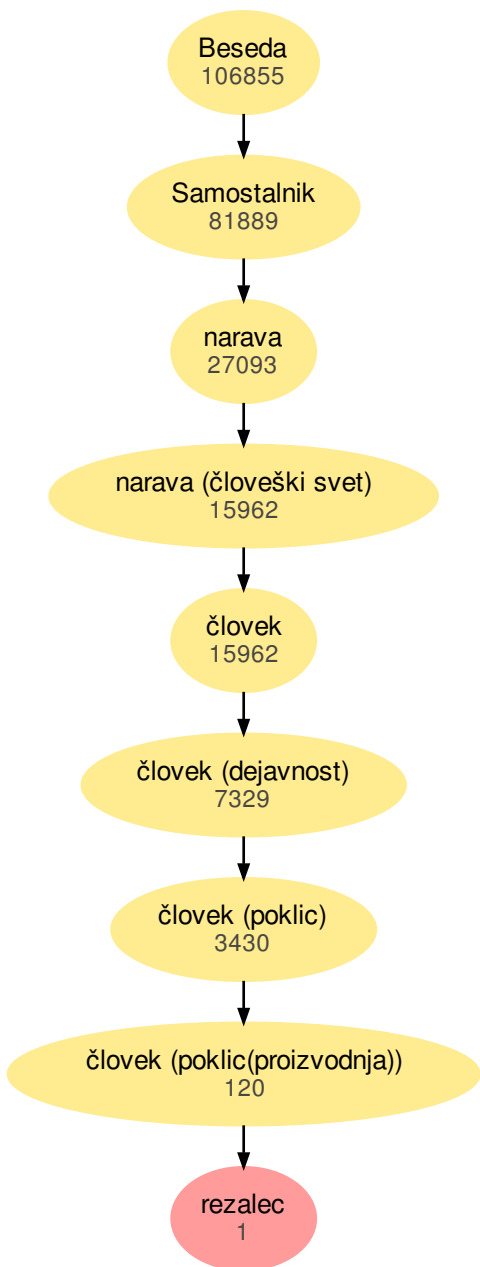 Beseda
106855
Samostalnik
81889
narava
27093
narava (človeški svet)
15962
človek
15962
človek (dejavnost)
7329
človek (poklic)
3430
človek (poklic(proizvodnja))
120
rezalec
1